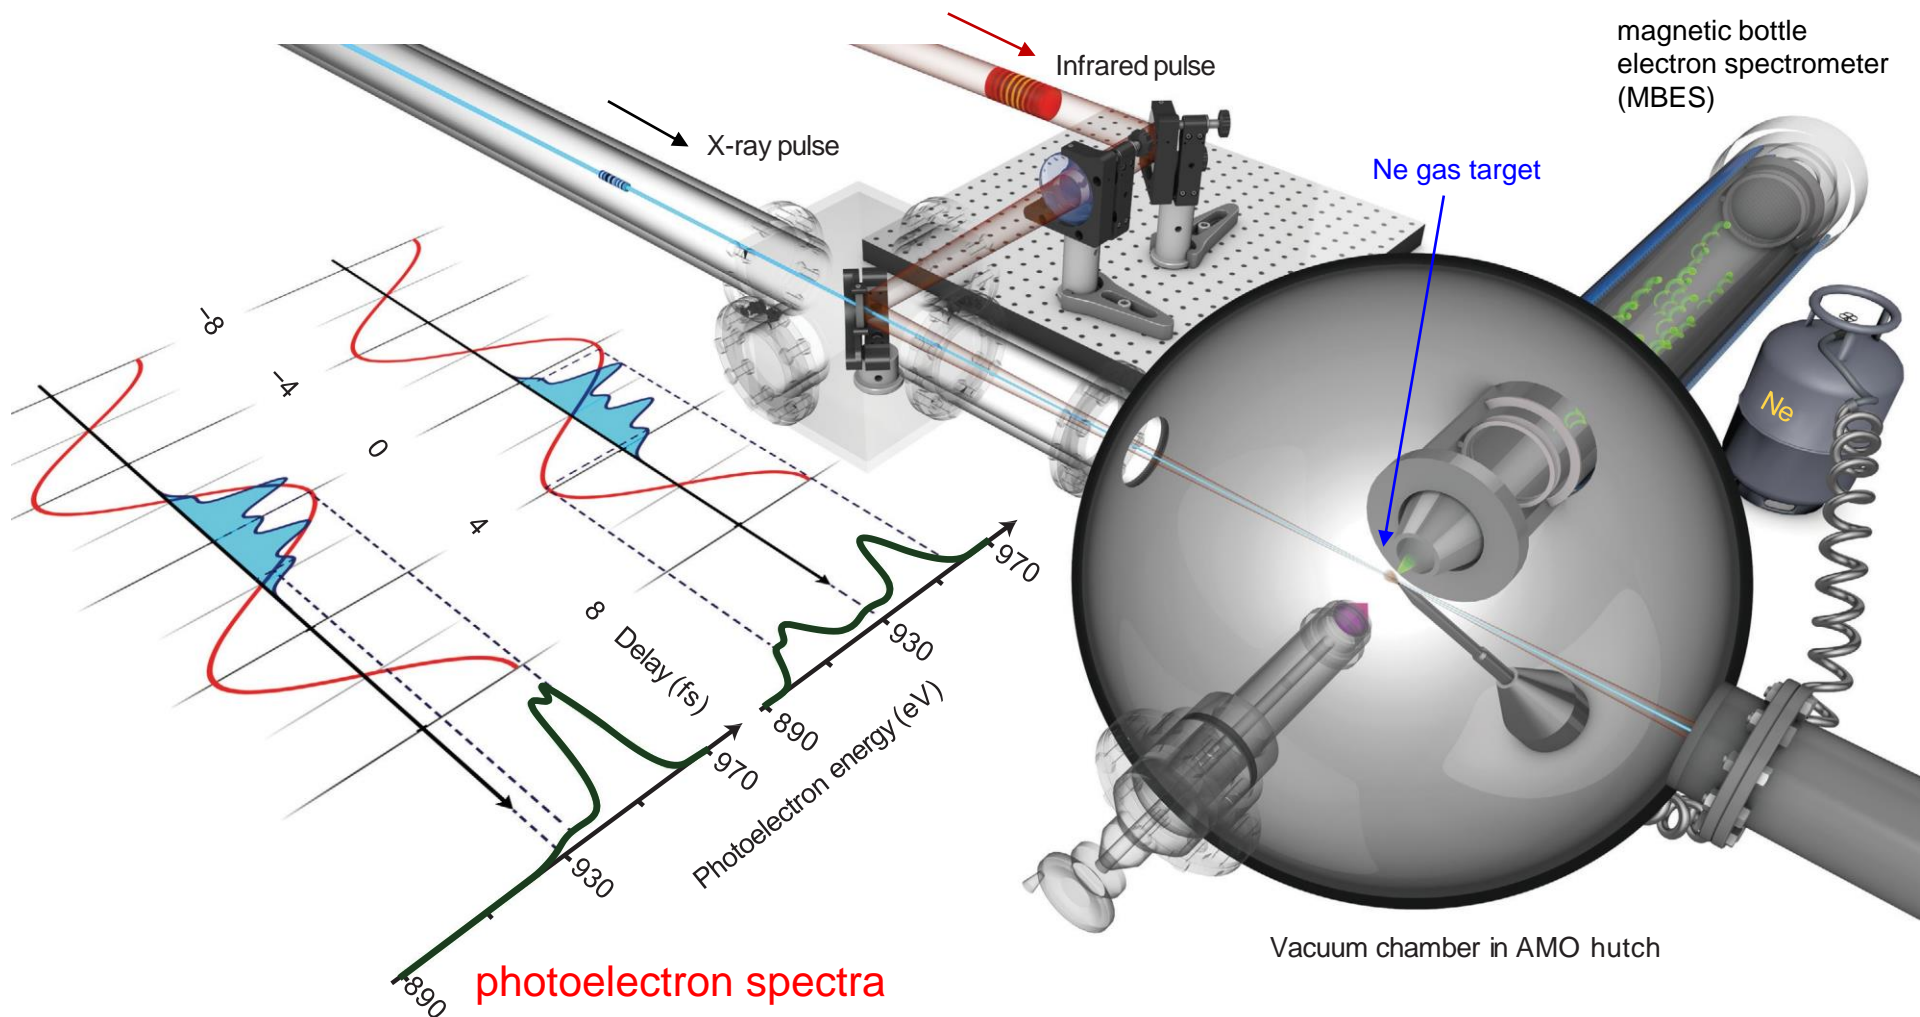 magnetic bottle
electron spectrometer
(MBES)
Infrared pulse
X-ray pulse
Ne gas target
Ne
−8
−4
0
4
8 Delay (fs)
970
930
890
Photoelectron energy (eV)
970
930
890
photoelectron spectra
Vacuum chamber in AMO hutch